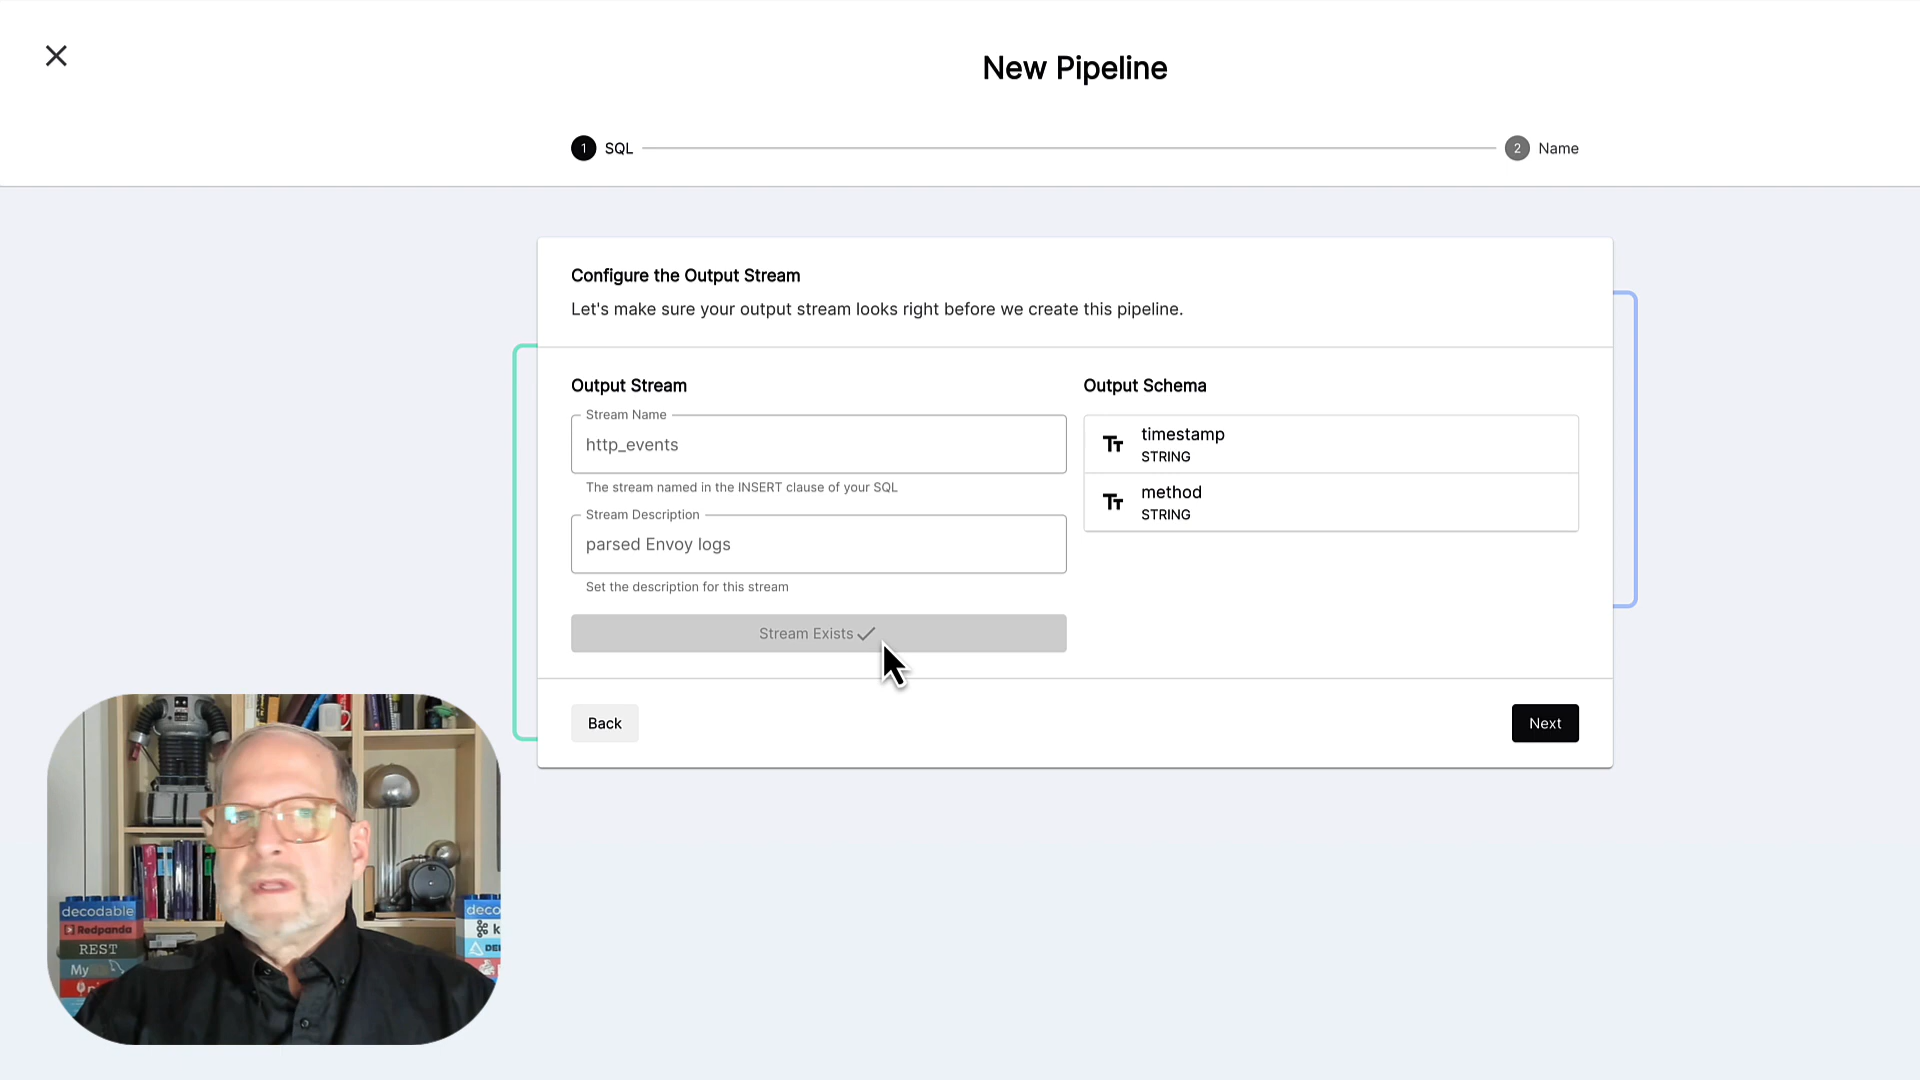 New Pipeline
1 SQL
2 Name
Configure the Output Stream
Let's make sure your output stream looks right before we create this pipeline.
Output Stream
Stream Name
http_events
The stream named in the INSERT clause of your SQL
Stream Description
parsed Envoy logs
Set the description for this stream
Stream Exists
Output Schema
timestamp
STRING
method
STRING
Back
Next
decodable
Redpanda
REST
My
deco
k